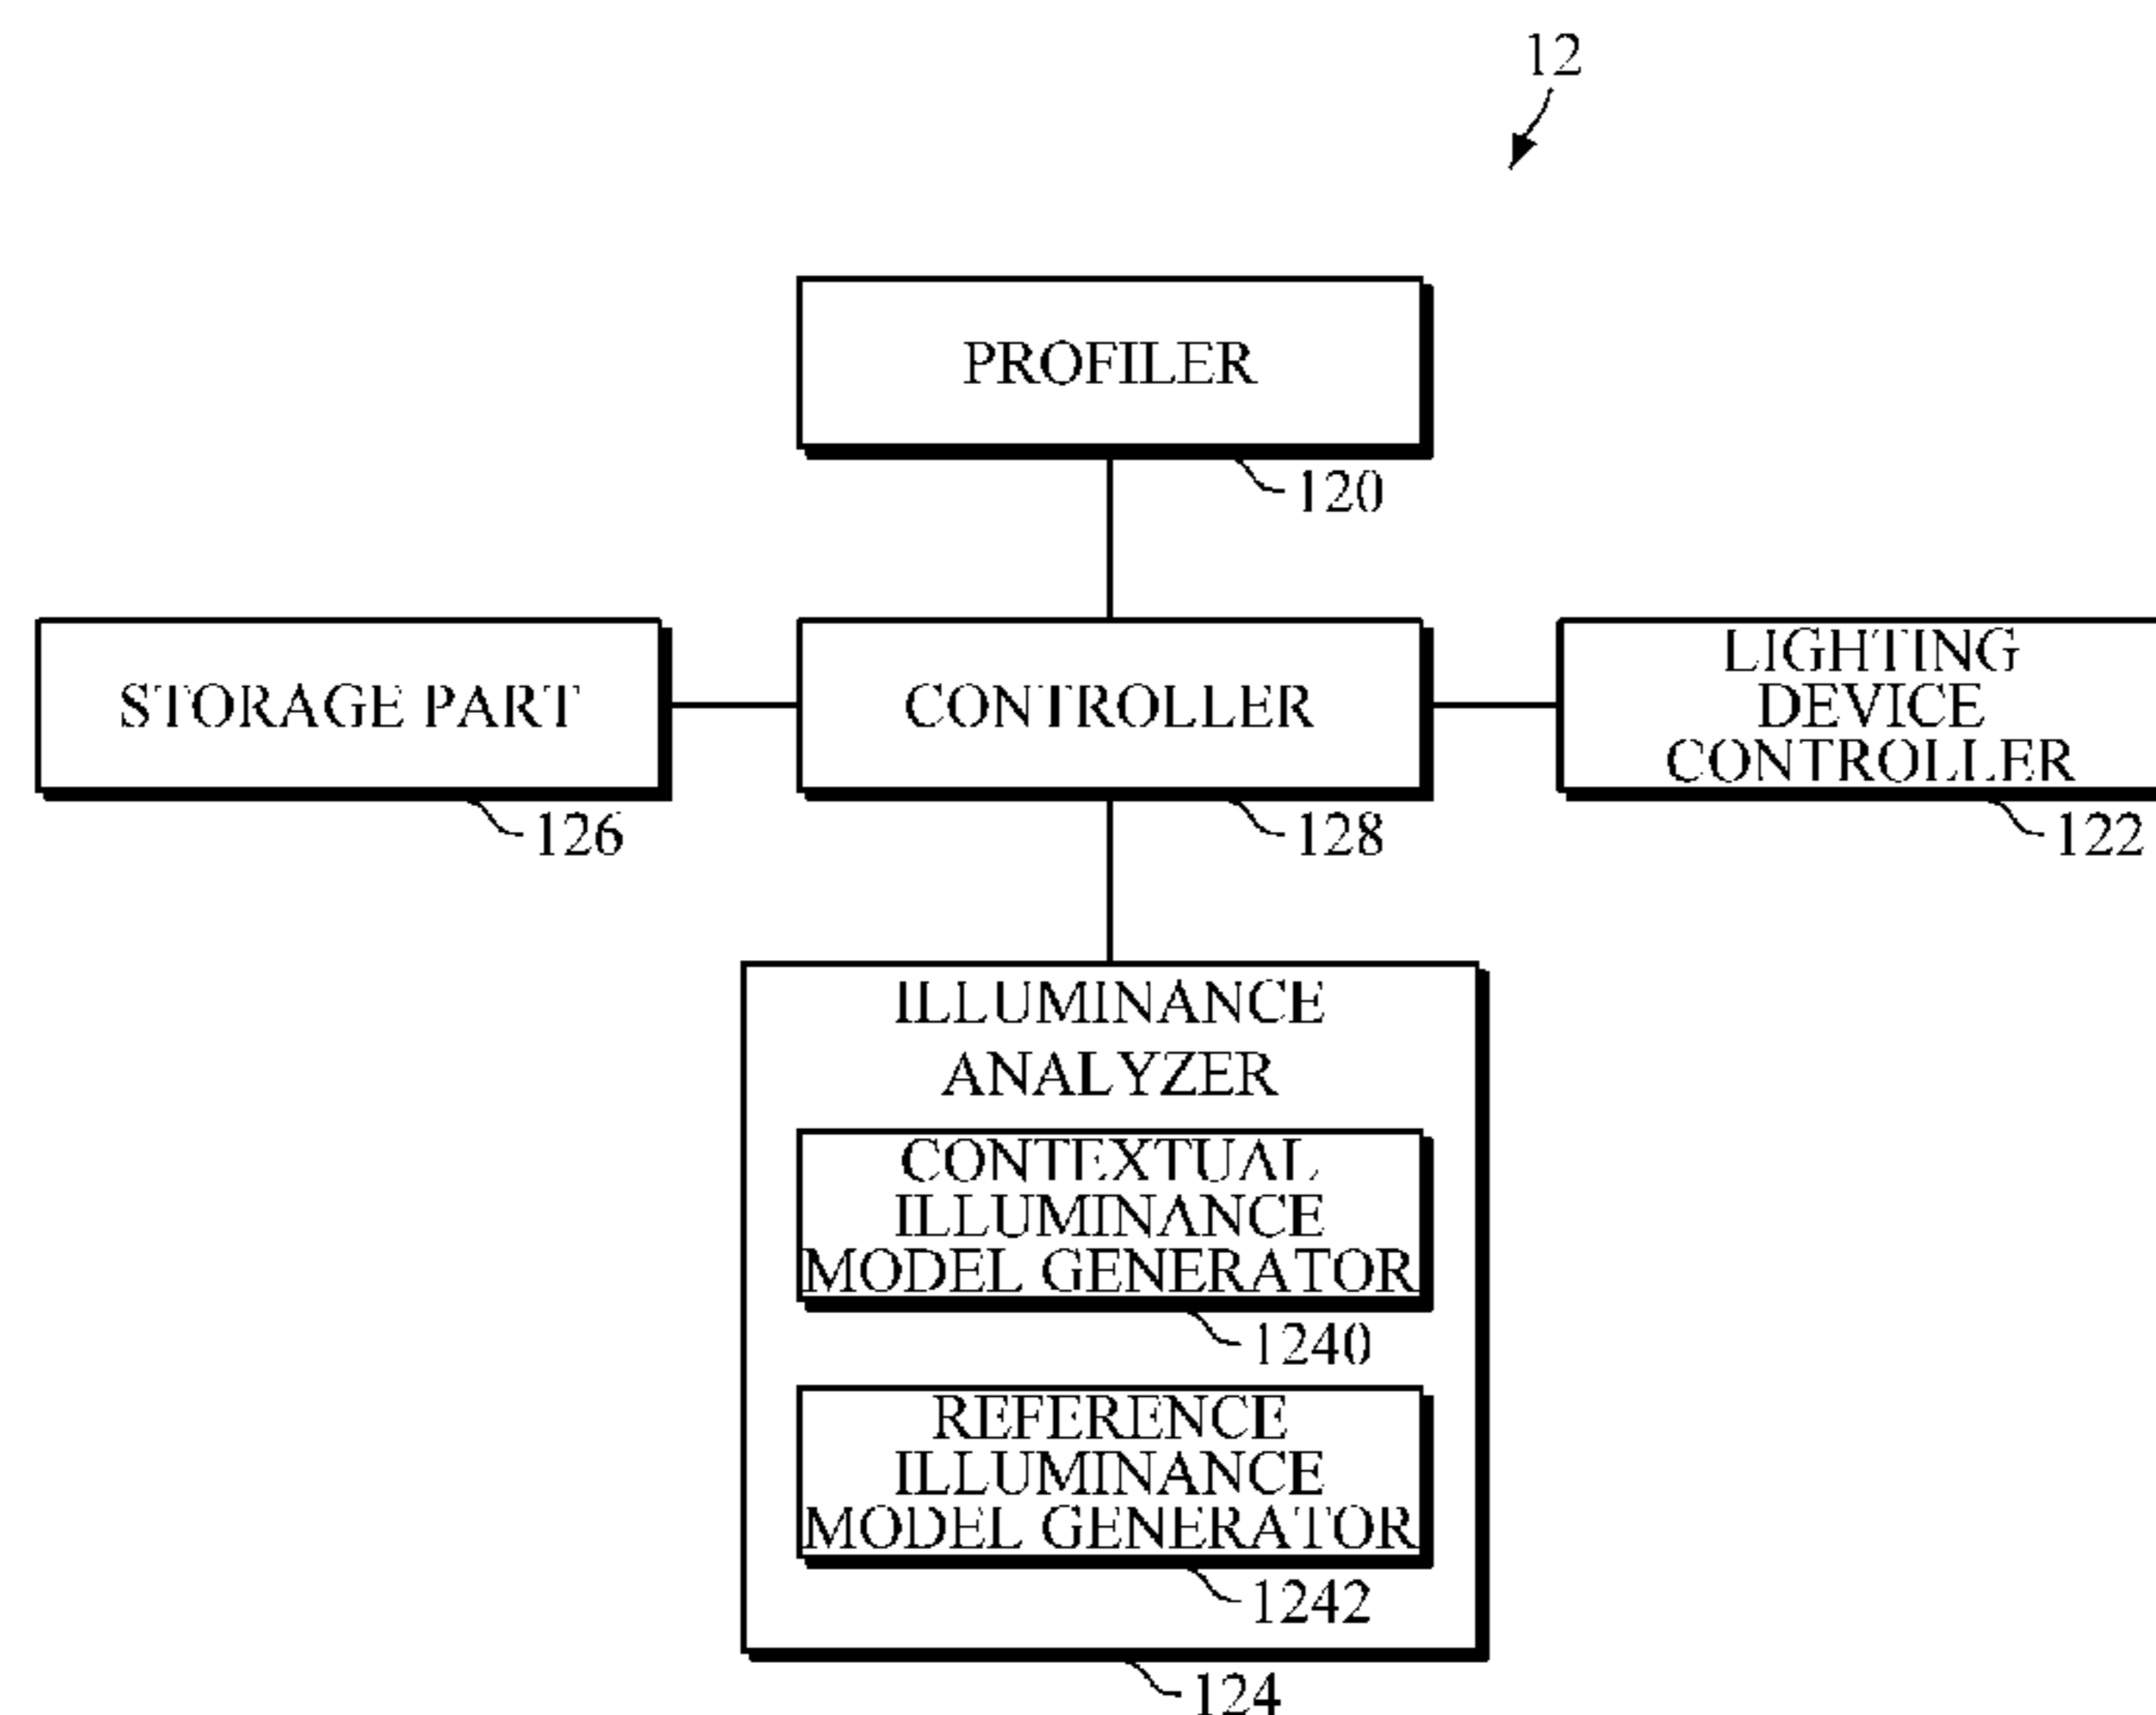 12
PROFILER
120
STORAGE PART
CONTROLLER
LIGHTING
DEVICE
CONTROLLER
126
128
122
ILLUMINANCE
ANALYZER
CONTEXTUAL
ILLUMINANCE
MODEL GENERATOR
1240
REFERENCE
ILLUMINANCE
MODEL GENERATOR
1242
124